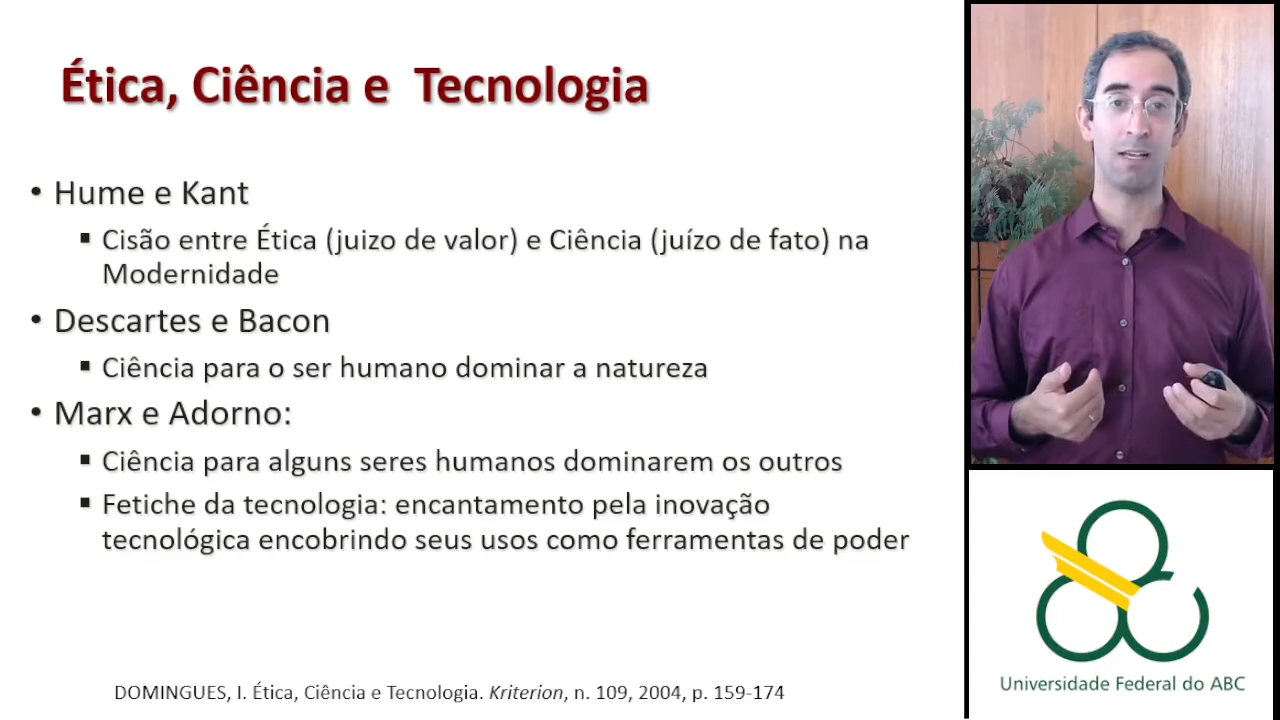 Ética, Ciência e Tecnologia
• Hume e Kant
▪ Cisão entre Ética (juizo de valor) e Ciência (juízo de fato) na
Modernidade
• Descartes e Bacon
▪ Ciência para o ser humano dominar a natureza
• Marx e Adorno:
▪ Ciência para alguns seres humanos dominarem os outros
▪ Fetiche da tecnologia: encantamento pela inovação
tecnológica encobrindo seus usos como ferramentas de poder
DOMINGUES, I. Ética, Ciência e Tecnologia. Kriterion, n. 109, 2004, p. 159-174
Universidade Federal do ABC